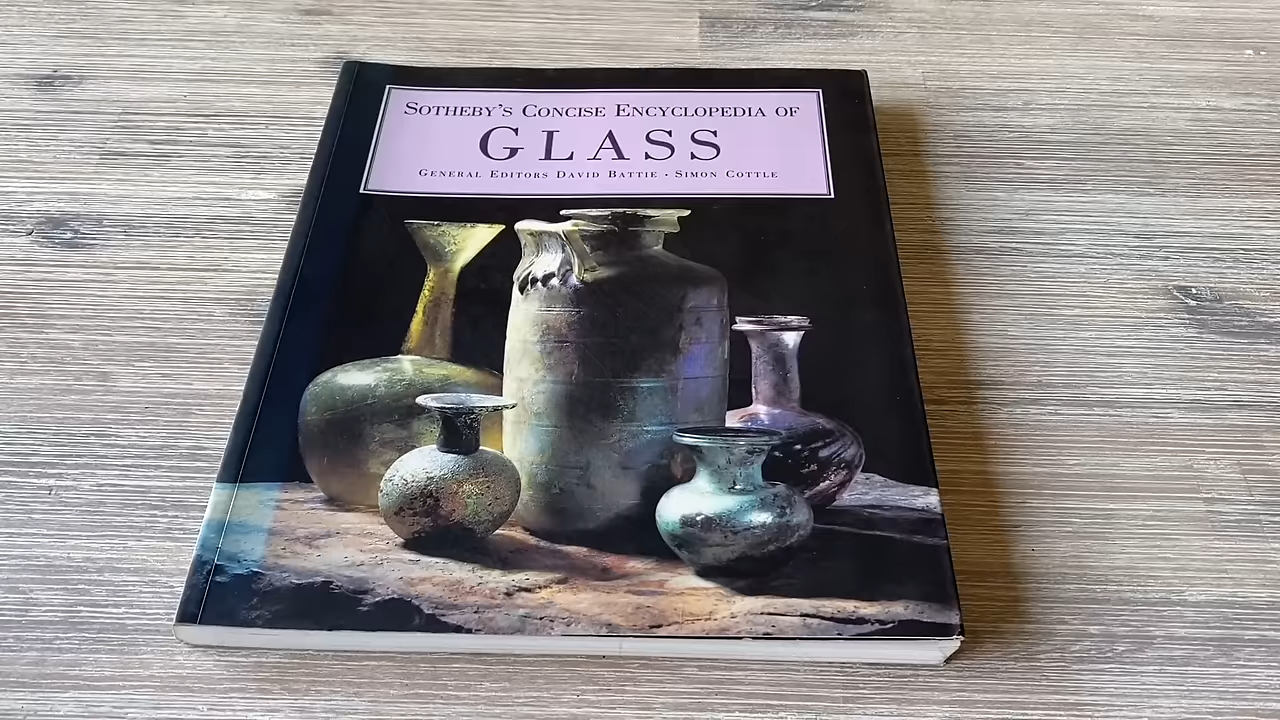 Sotheby's Concise Encyclopedia of
GLASS
General Editors David Battie · Simon Cottle